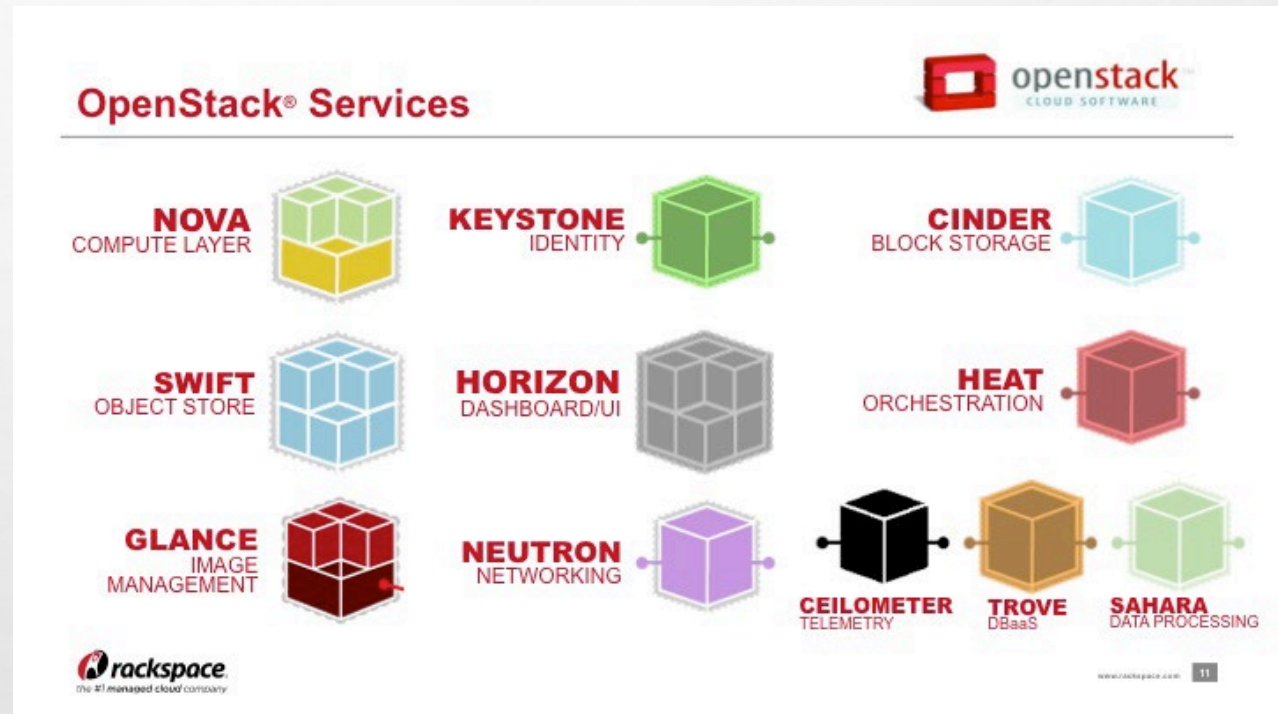 OpenStack® Services
openstack™
CLOUD SOFTWARE
NOVA
COMPUTE LAYER
KEYSTONE
IDENTITY
CINDER
BLOCK STORAGE
SWIFT
OBJECT STORE
HORIZON
DASHBOARD/UI
HEAT
ORCHESTRATION
GLANCE
IMAGE
MANAGEMENT
NEUTRON
NETWORKING
CEILOMETER
TELEMETRY
TROVE
DBaaS
SAHARA
DATA PROCESSING
rackspace.
the #1 managed cloud company
www.rackspace.com
11